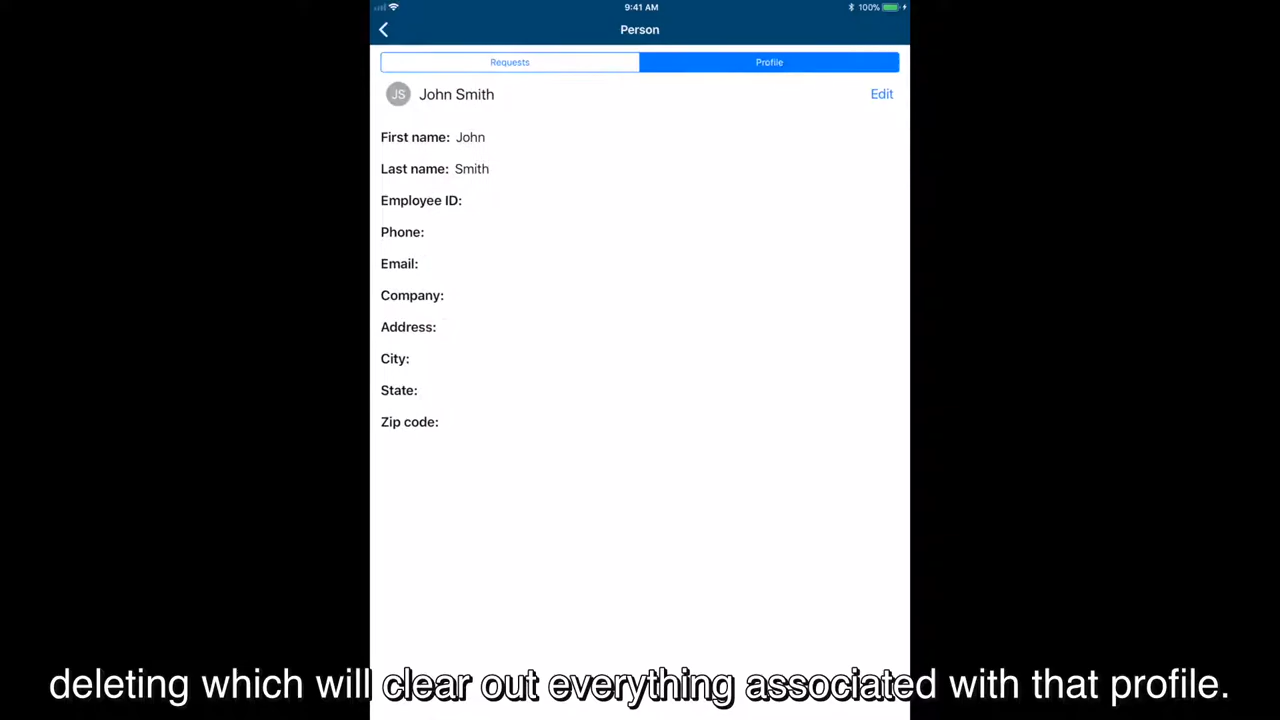 9:41 AM
100%
Person
Requests
Profile
JS
John Smith
Edit
First name: John
Last name: Smith
Employee ID:
Phone:
Email:
Company:
Address:
City:
State:
Zip code:
deleting which will clear out everything associated with that profile.